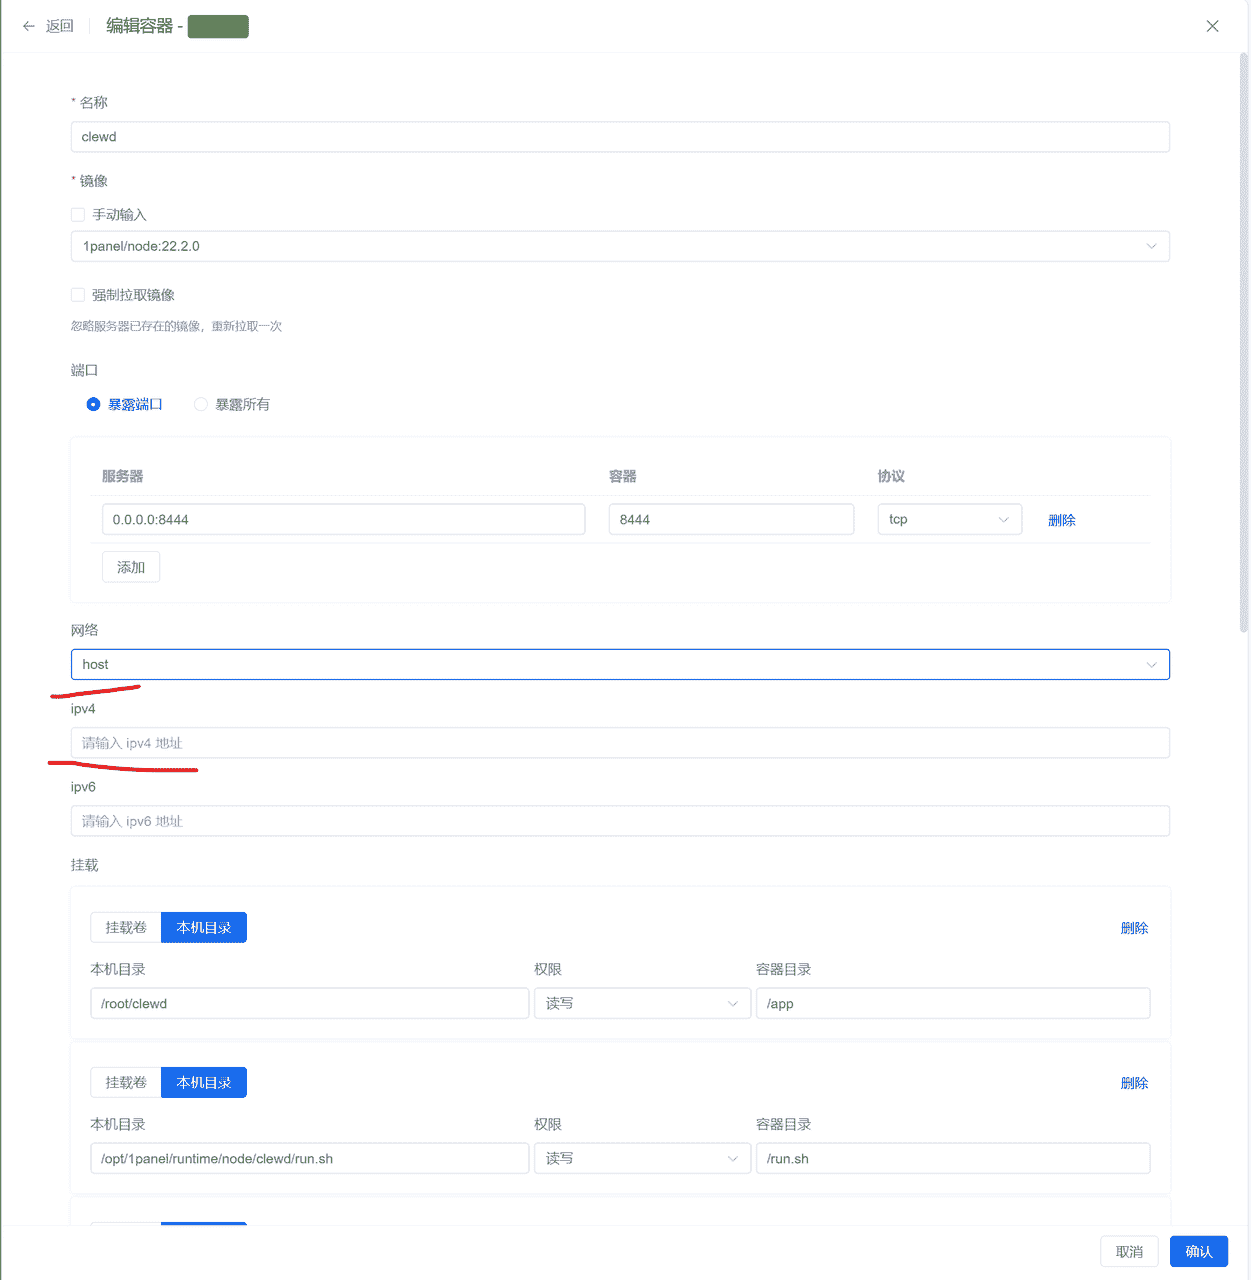 返回 编辑容器 -
* 名称
clewd
* 镜像
手动输入
1panel/node:22.2.0
强制拉取镜像
忽略服务器已存在的镜像，重新拉取一次
端口
暴露端口 暴露所有
服务器 容器 协议
0.0.0.0:8444 8444 tcp 删除
添加
网络
host
ipv4
请输入 ipv4 地址
ipv6
请输入 ipv6 地址
挂载
挂载卷 本机目录 删除
本机目录 权限 容器目录
/root/clewd 读写 /app
挂载卷 本机目录 删除
本机目录 权限 容器目录
/opt/1panel/runtime/node/clewd/run.sh 读写 /run.sh
取消 确认